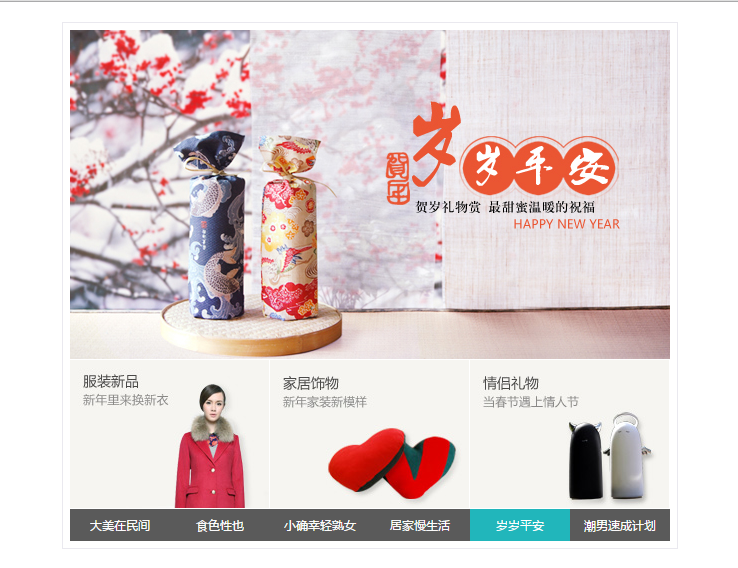 賀年
岁岁平安
贺岁礼物赏 最甜蜜温暖的祝福
HAPPY NEW YEAR
服装新品
新年里来换新衣
家居饰物
新年家装新模样
情侣礼物
当春节遇上情人节
大美在民间
食色性也
小确幸轻熟女
居家慢生活
岁岁平安
潮男速成计划